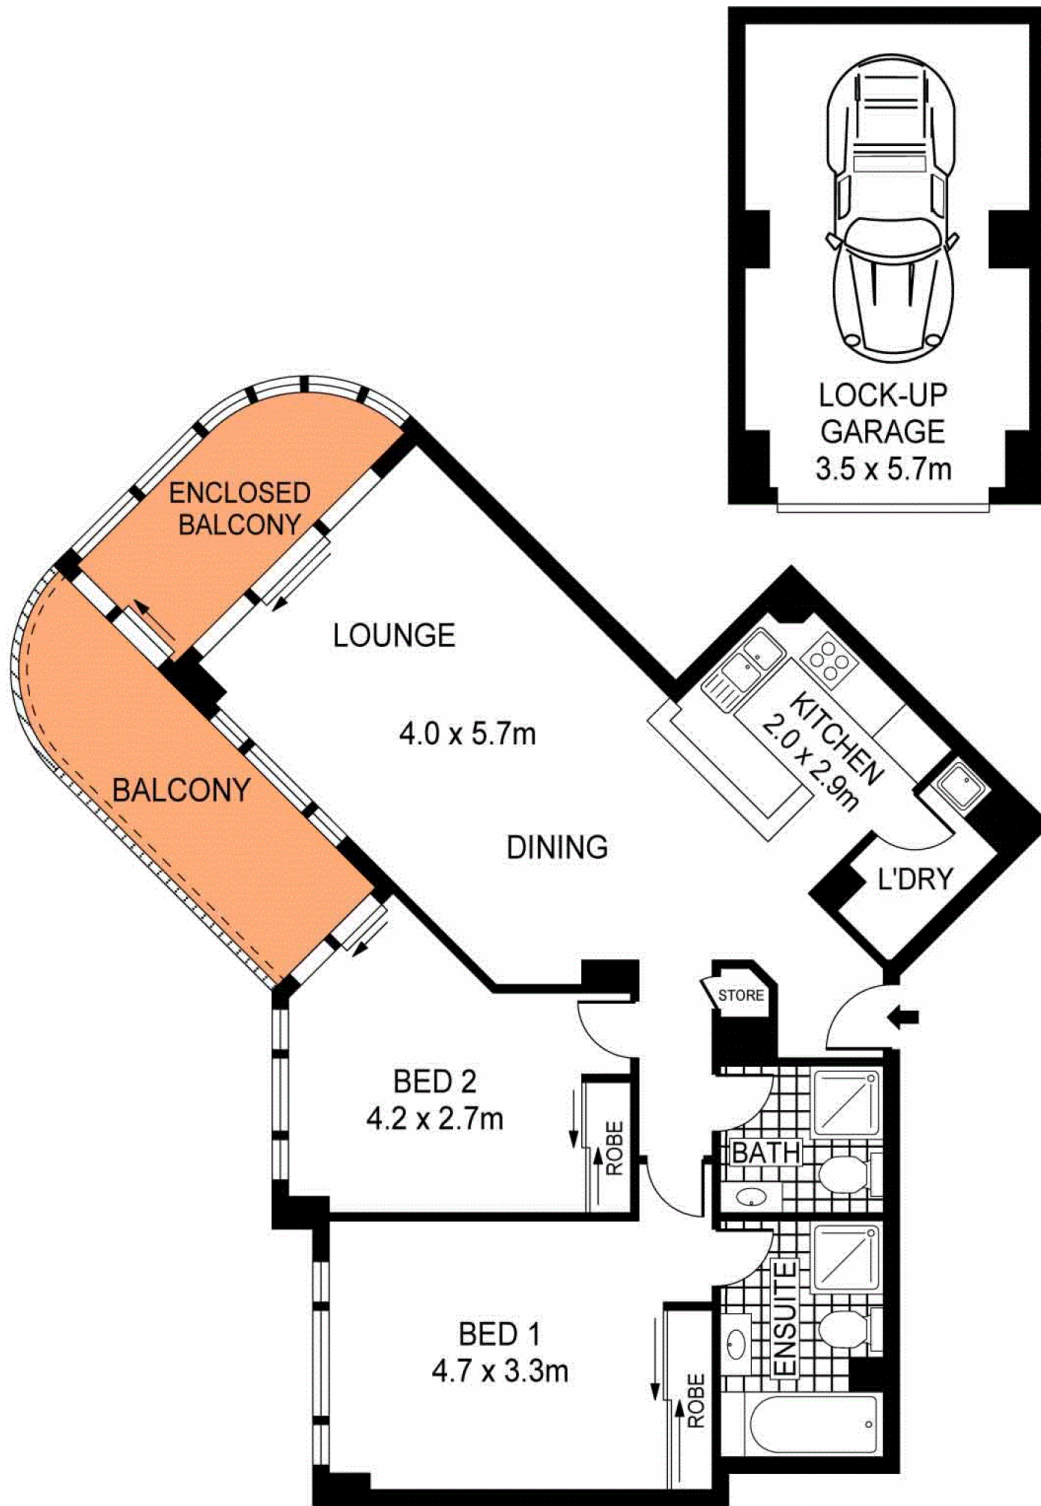 LOCK-UP
GARAGE
3.5 x 5.7m
ENCLOSED
BALCONY
LOUNGE
4.0 x 5.7m
KITCHEN
2.0 x 2.9m
BALCONY
DINING
L'DRY
STORE
BED 2
4.2 x 2.7m
ROBE
BATH
ENSUITE
BED 1
4.7 x 3.3m
ROBE